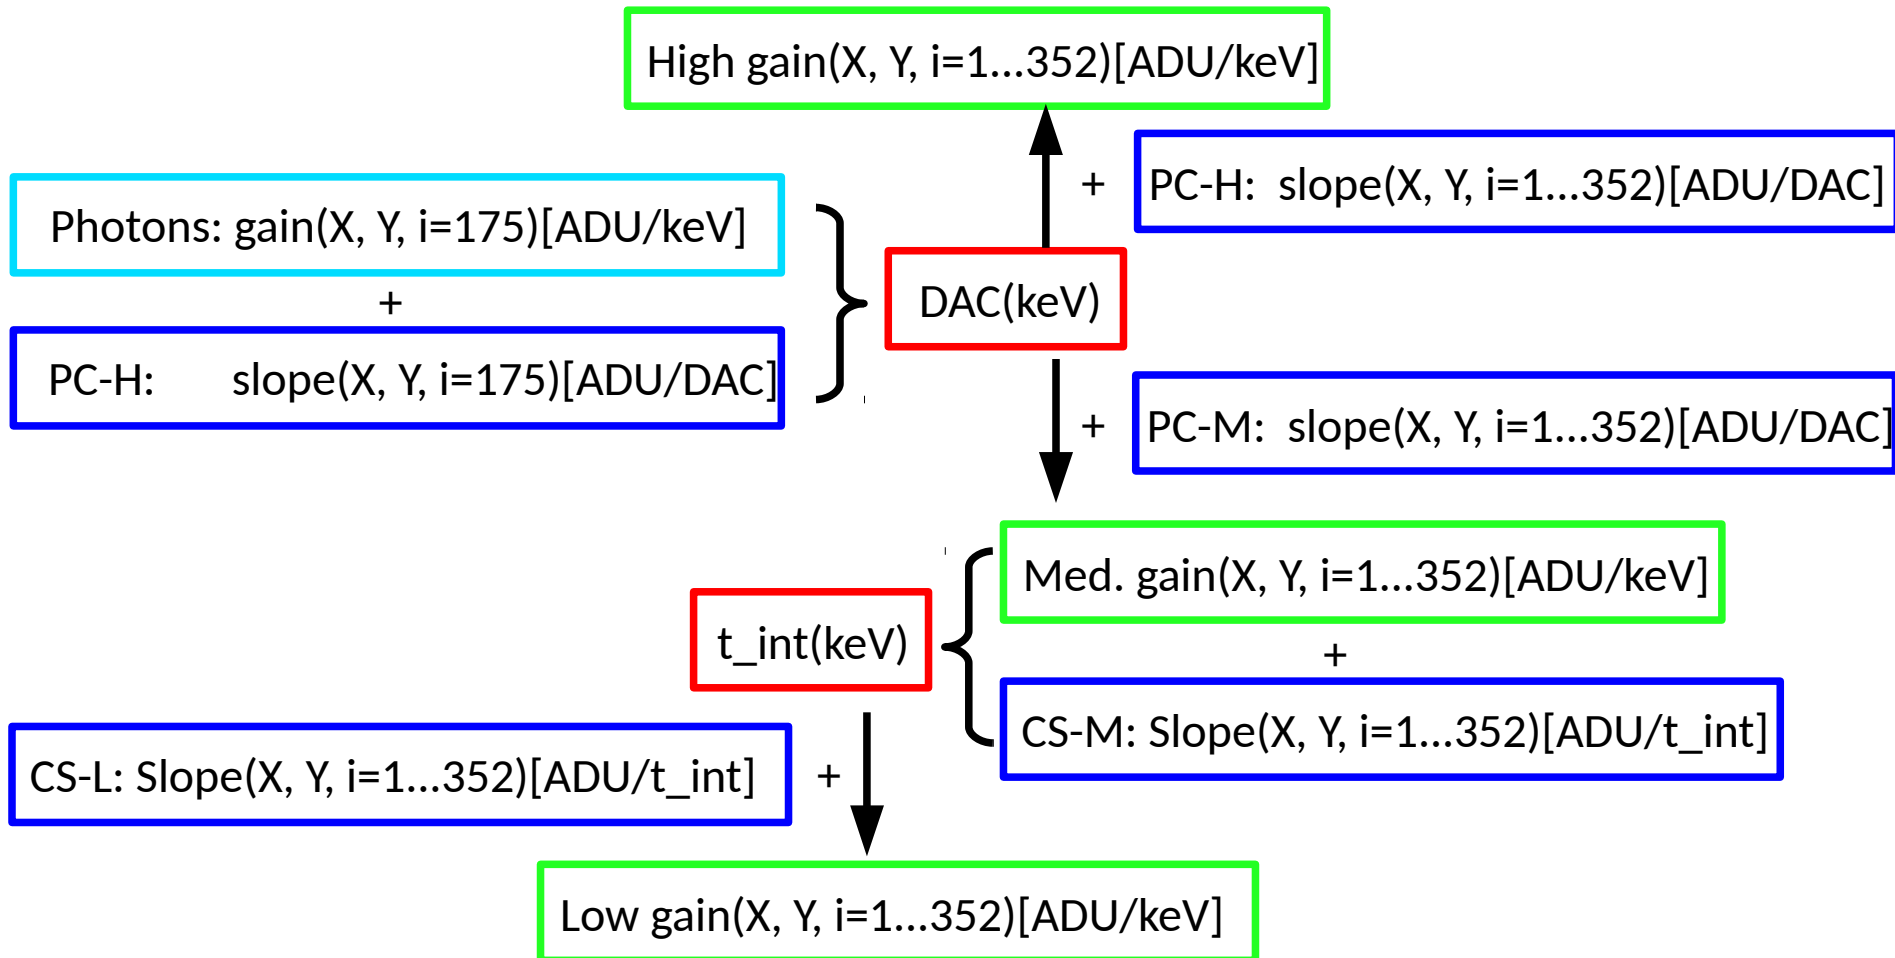 High gain(X, Y, i=1...352)[ADU/keV]
+ PC-H: slope(X, Y, i=1...352)[ADU/DAC]
Photons: gain(X, Y, i=175)[ADU/keV]
+
DAC(keV)
PC-H: slope(X, Y, i=175)[ADU/DAC]
+ PC-M: slope(X, Y, i=1...352)[ADU/DAC]
Med. gain(X, Y, i=1...352)[ADU/keV]
t_int(keV)
+
CS-M: Slope(X, Y, i=1...352)[ADU/t_int]
CS-L: Slope(X, Y, i=1...352)[ADU/t_int] +
Low gain(X, Y, i=1...352)[ADU/keV]